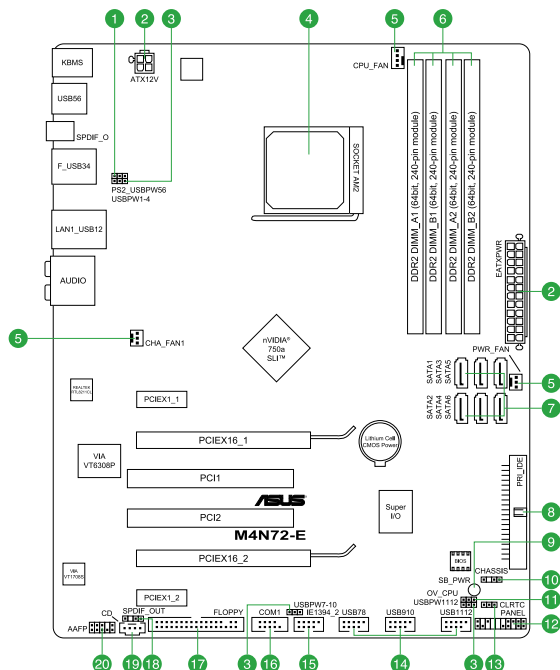 1
2
3
4
5
6
KBMS
ATX12V
CPU_FAN
USB56
SPDIF_O
F_USB34
PS2_USBPW56
USBPW1-4
SOCKET AM2
DDR2 DIMM_A1 (64bit, 240-pin module)
DDR2 DIMM_B1 (64bit, 240-pin module)
DDR2 DIMM_A2 (64bit, 240-pin module)
DDR2 DIMM_B2 (64bit, 240-pin module)
LAN1_USB12
AUDIO
EATXPWR
2
5
CHA_FAN1
nVIDIA®
750a
SLI™
PWR_FAN
SATA1
SATA3
SATA5
5
SATA2
SATA4
SATA6
7
PCIEX1_1
PCIEX16_1
Lithium Cell
CMOS Power
VIA
VT6308P
PCI1
PRI_IDE
ASUS
Super
I/O
8
PCI2
M4N72-E
9
PCIEX16_2
BIOS
CHASSIS
10
VIA
VT1708S
SB_PWR
PCIEX1_2
OV_CPU
11
USBPW7-10
USBPW1112
CLRTC
CD
SPDIF_OUT
FLOPPY
COM1
IE1394_2
USB78
USB910
USB1112
PANEL
AAFP
12
20
19
18
17
3
16
15
14
3
13